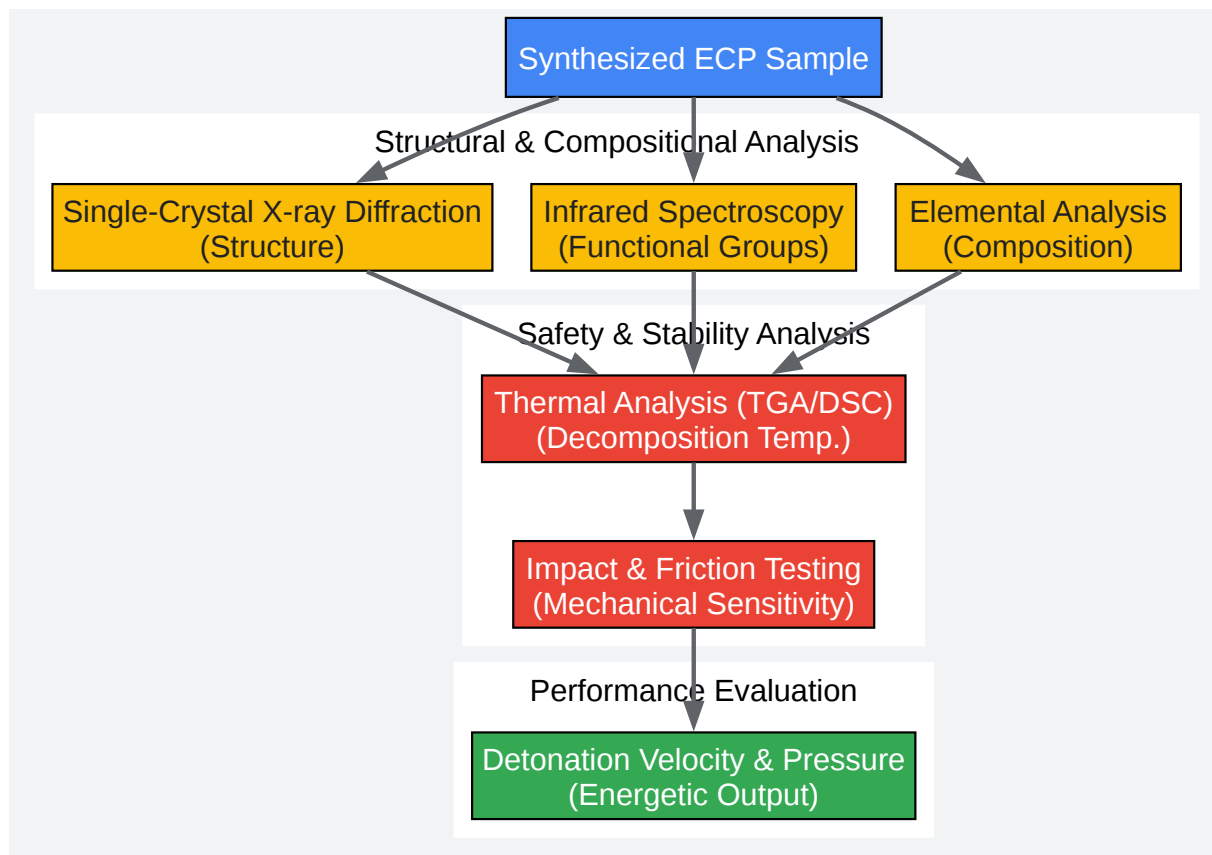 Synthesized ECP Sample
Structural & Compositional Analysis
Single-Crystal X-ray Diffraction
(Structure)
Infrared Spectroscopy
(Functional Groups)
Elemental Analysis
(Composition)
Safety & Stability Analysis
Thermal Analysis (TGA/DSC)
(Decomposition Temp.)
Impact & Friction Testing
(Mechanical Sensitivity)
Performance Evaluation
Detonation Velocity & Pressure
(Energetic Output)